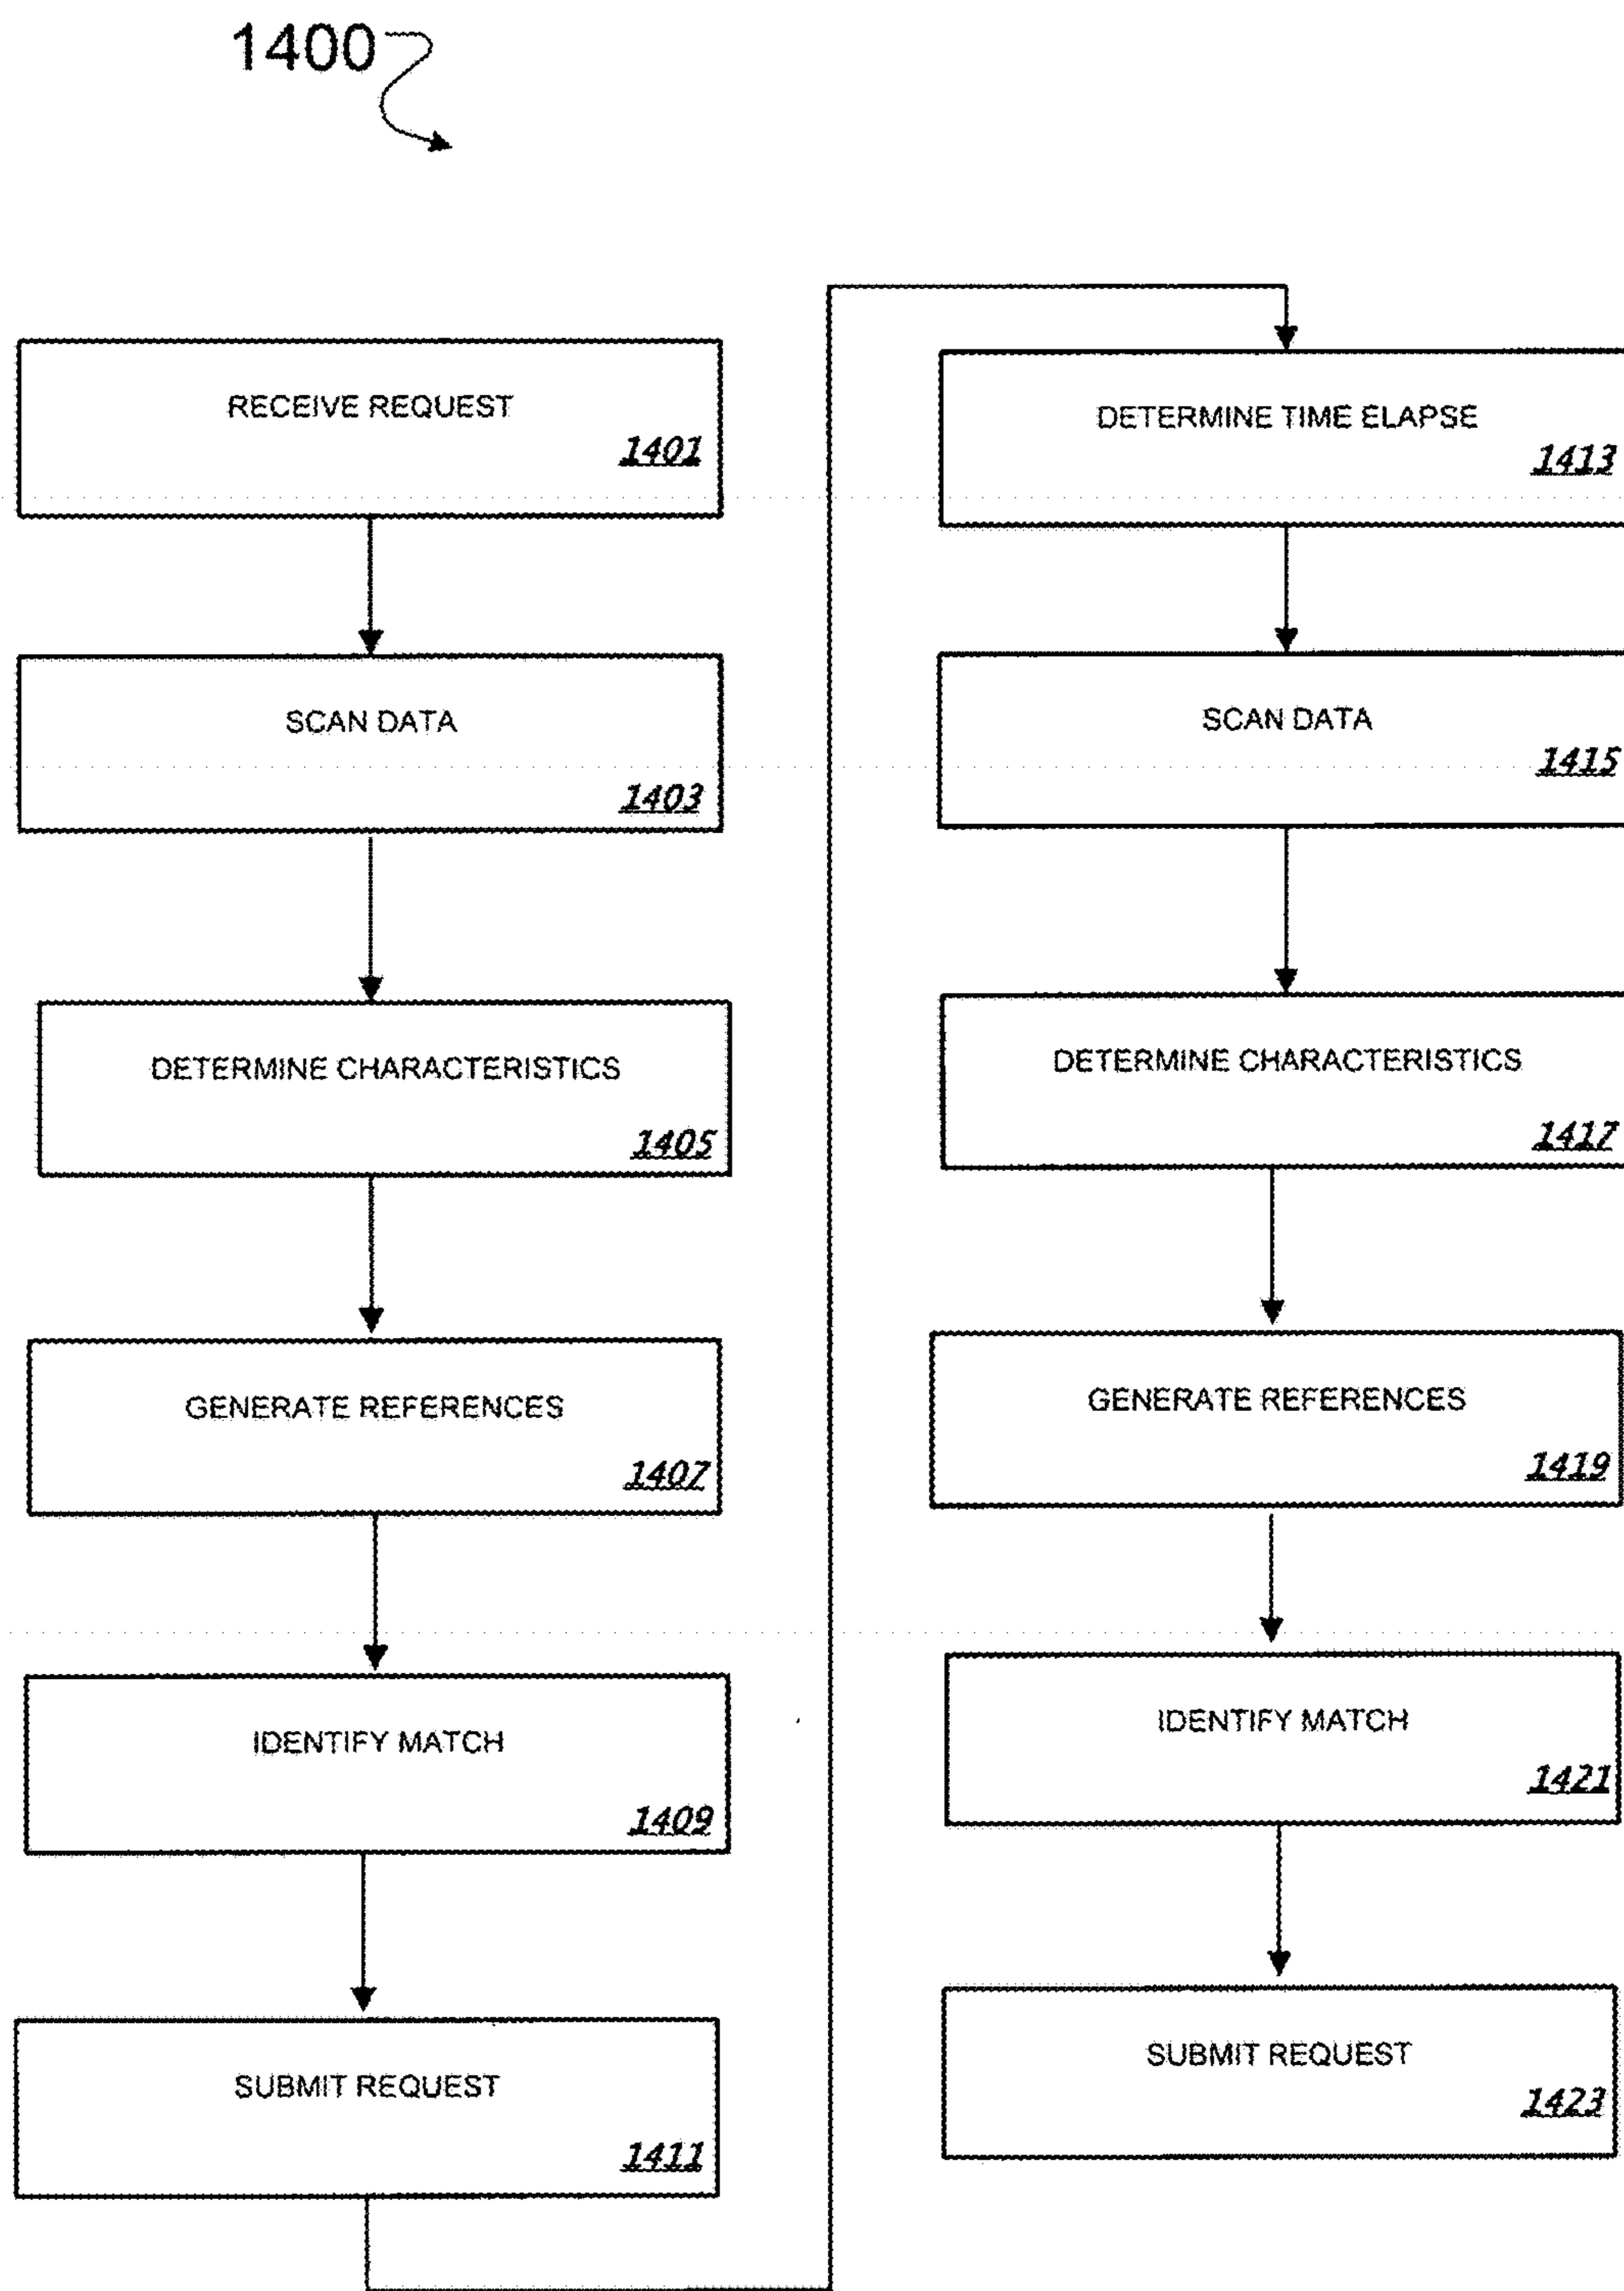 1400
RECEIVE REQUEST
1401
SCAN DATA
1403
DETERMINE CHARACTERISTICS
1405
GENERATE REFERENCES
1407
IDENTIFY MATCH
1409
SUBMIT REQUEST
1411
DETERMINE TIME ELAPSE
1413
SCAN DATA
1415
DETERMINE CHARACTERISTICS
1417
GENERATE REFERENCES
1419
IDENTIFY MATCH
1421
SUBMIT REQUEST
1423